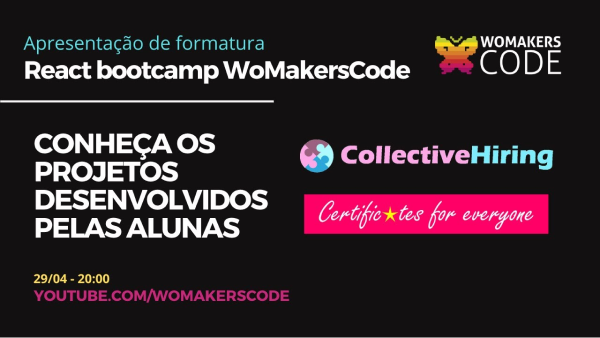 Apresentação de formatura
React bootcamp WoMakersCode
WOMAKERS
CODE
CONHEÇA OS
PROJETOS
DESENVOLVIDOS
PELAS ALUNAS
CollectiveHiring
Certific★tes for everyone
29/04 - 20:00
YOUTUBE.COM/WOMAKERSCODE